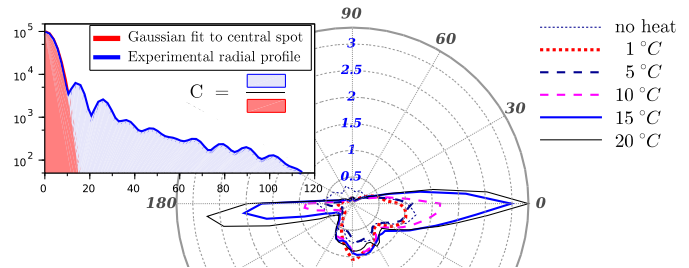 Gaussian fit to central spot
Experimental radial profile
C =
10^5
10^4
10^3
10^2
0 20 40 60 80 100 120
90
60
30
0
180
3
2.5
2
1.5
1
0.5
no heat
1 °C
5 °C
10 °C
15 °C
20 °C